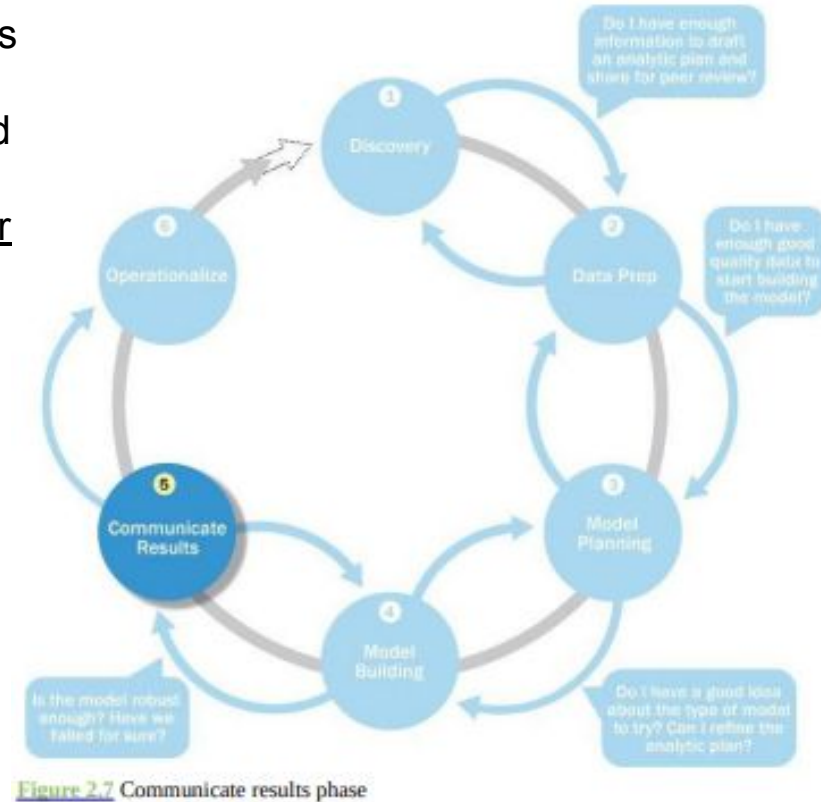 s
d
r
Do I have enough
information to draft
an analytic plan and
share for peer review?
1
Discovery
2
Data Prep
Do I have
enough good
quality data to
start building
the model?
6
Operationalize
3
Model
Planning
5
Communicate
Results
4
Model
Building
Is the model robust
enough? Have we
failed for sure?
Do I have a good idea
about the type of model
to try? Can I refine the
analytic plan?
Figure 2.7 Communicate results phase